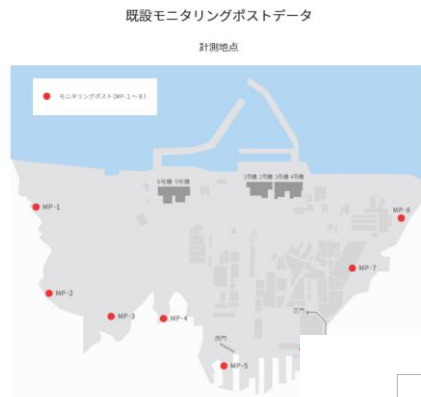 既設モニタリングポストデータ
計測地点
モニタリングポスト(MP-1～8)
6号機 5号機
1号機 2号機 3号機 4号機
MP-1
MP-8
MP-7
MP-2
MP-3
MP-4
正門
西門
MP-5